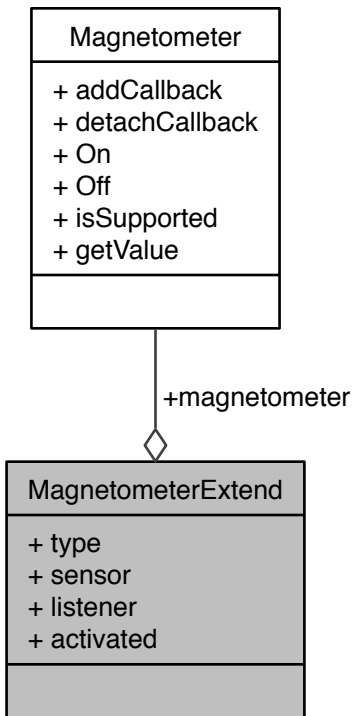 Magnetometer
+ addCallback
+ detachCallback
+ On
+ Off
+ isSupported
+ getValue
+magnetometer
MagnetometerExtend
+ type
+ sensor
+ listener
+ activated